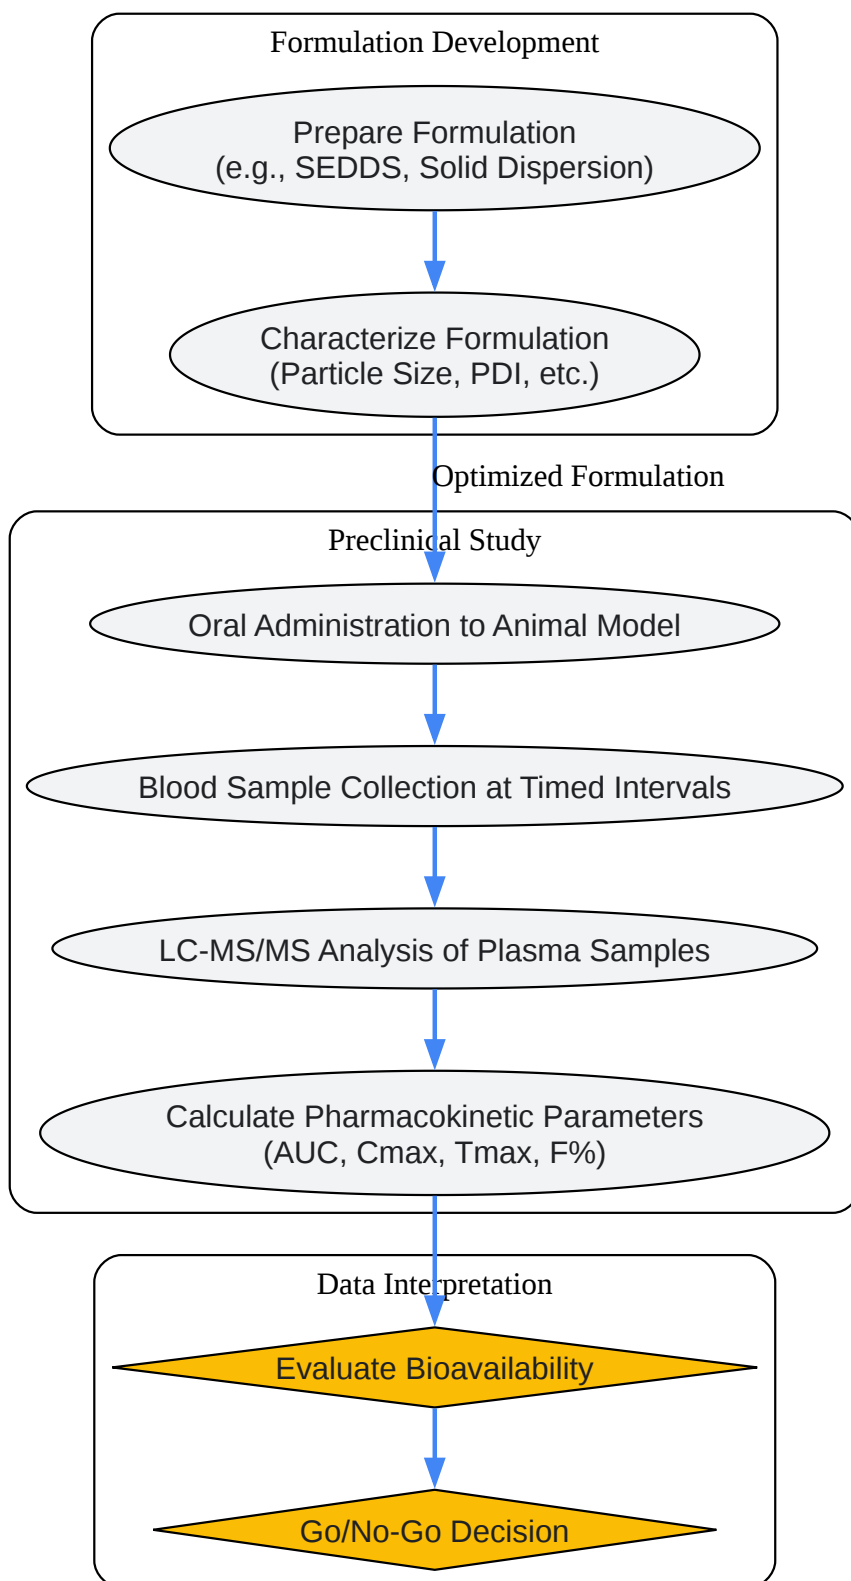 Formulation Development
Prepare Formulation
(e.g., SEDDS, Solid Dispersion)
Characterize Formulation
(Particle Size, PDI, etc.)
Optimized Formulation
Preclinical Study
Oral Administration to Animal Model
Blood Sample Collection at Timed Intervals
LC-MS/MS Analysis of Plasma Samples
Calculate Pharmacokinetic Parameters
(AUC, Cmax, Tmax, F%)
Data Interpretation
Evaluate Bioavailability
Go/No-Go Decision